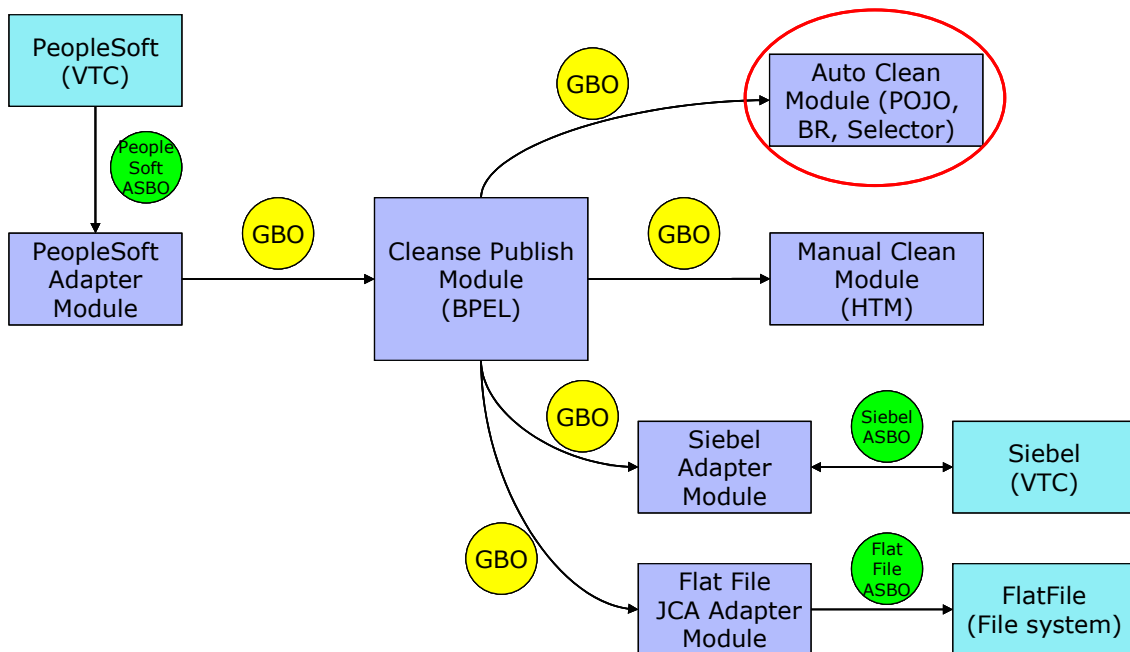 PeopleSoft
(VTC)
GBO
Auto Clean
Module (POJO,
BR, Selector)
People
Soft
ASBO
PeopleSoft
Adapter
Module
GBO
Cleanse Publish
Module
(BPEL)
GBO
Manual Clean
Module
(HTM)
GBO
Siebel
Adapter
Module
Siebel
ASBO
Siebel
(VTC)
GBO
Flat File
JCA Adapter
Module
Flat
File
ASBO
FlatFile
(File system)